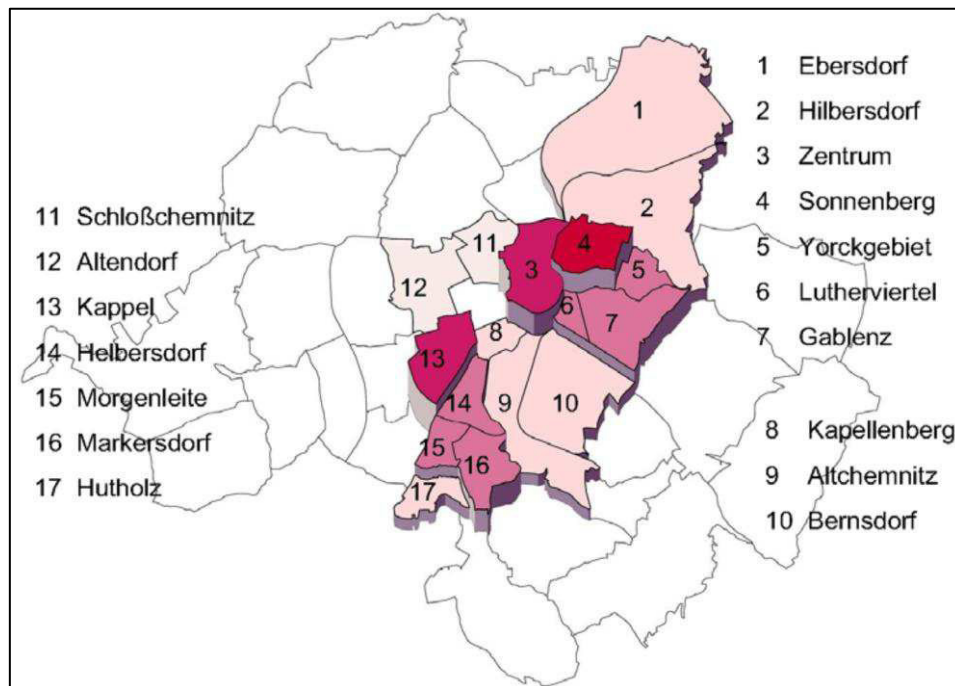 1 Ebersdorf
2 Hilbersdorf
3 Zentrum
4 Sonnenberg
5 Yorckgebiet
6 Lutherviertel
7 Gablenz
8 Kapellenberg
9 Altchemnitz
10 Bernsdorf
11 Schloßchemnitz
12 Altendorf
13 Kappel
14 Helbersdorf
15 Morgenleite
16 Markersdorf
17 Hutholz
1
2
3
4
5
6
7
8
9
10
11
12
13
14
15
16
17